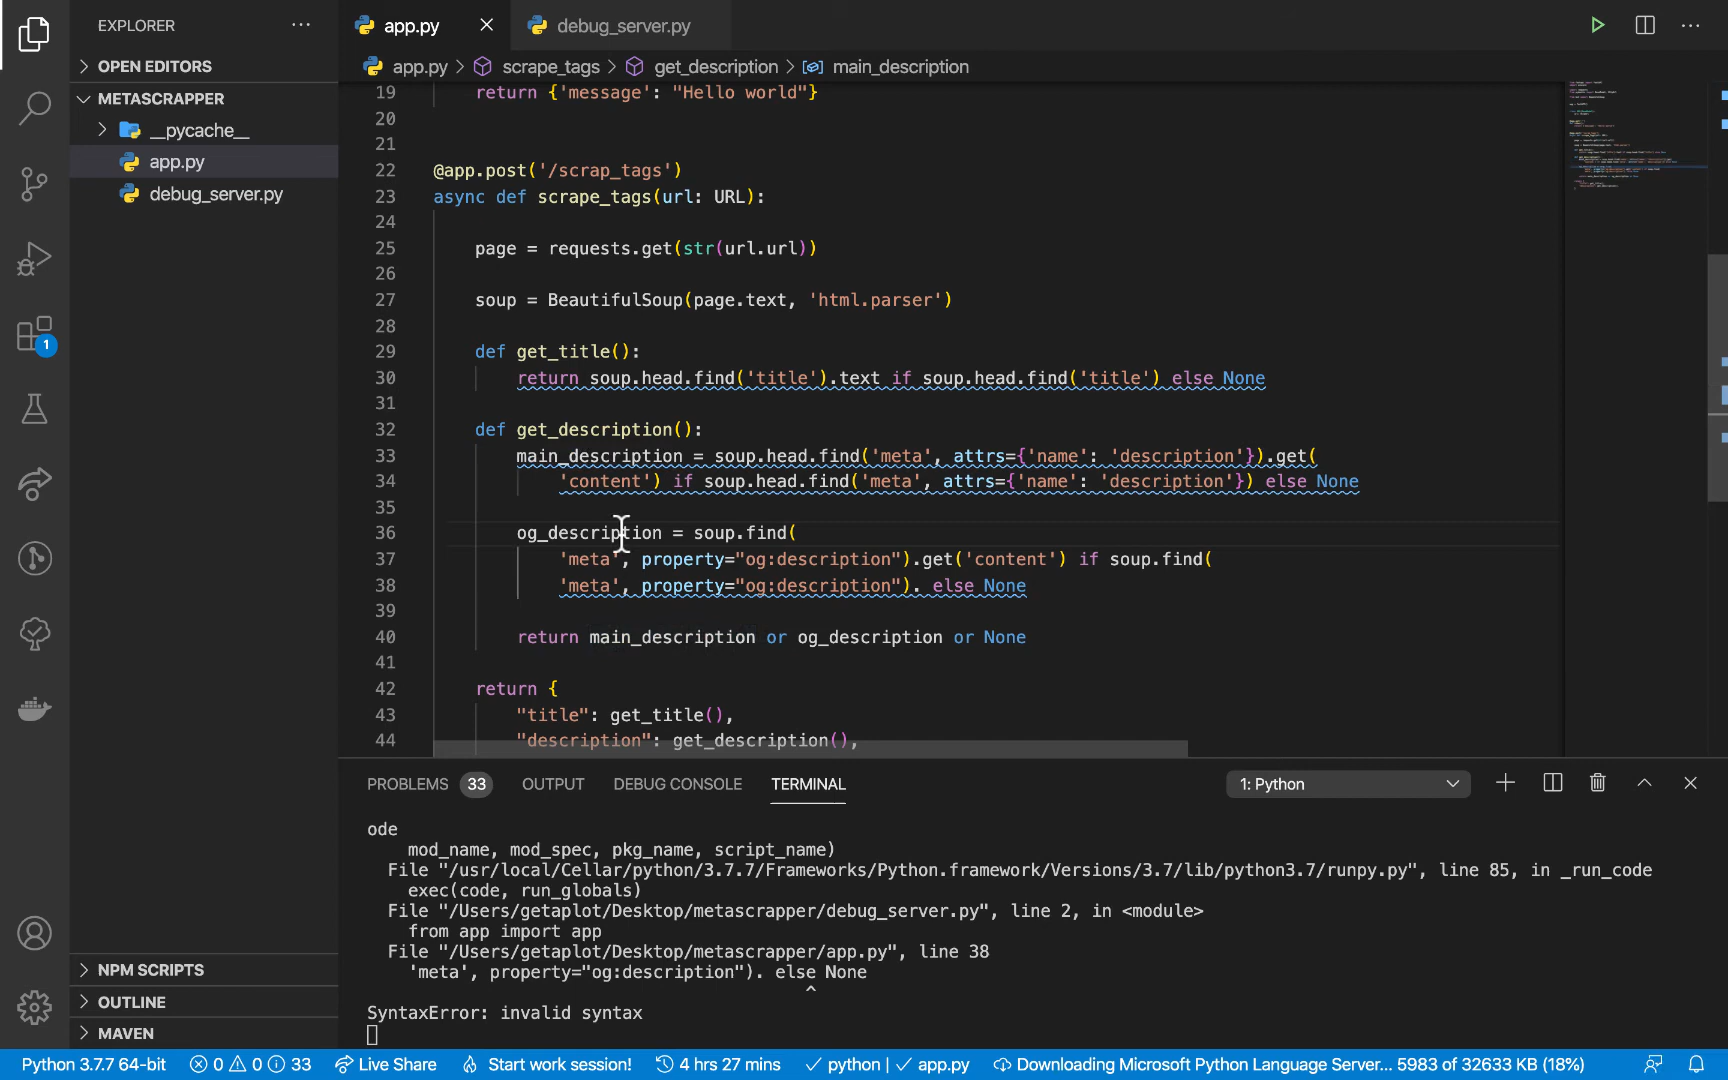 EXPLORER
···
app.py
debug_server.py
···
OPEN EDITORS
app.py > scrape_tags > get_description > main_description
METASCRAPPER
__pycache__
app.py
debug_server.py
1
19 return {'message': "Hello world"}
20
21
22 @app.post('/scrap_tags')
23 async def scrape_tags(url: URL):
24
25 page = requests.get(str(url.url))
26
27 soup = BeautifulSoup(page.text, 'html.parser')
28
29 def get_title():
30 return soup.head.find('title').text if soup.head.find('title') else None
31
32 def get_description():
33 main_description = soup.head.find('meta', attrs={'name': 'description'}).get(
34 'content') if soup.head.find('meta', attrs={'name': 'description'}) else None
35
36 og_description = soup.find(
37 'meta', property="og:description").get('content') if soup.find(
38 'meta', property="og:description"). else None
39
40 return main_description or og_description or None
41
42 return {
43 "title": get_title(),
44 "description": get_description(),
PROBLEMS 33 OUTPUT DEBUG CONSOLE TERMINAL 1: Python
ode
mod_name, mod_spec, pkg_name, script_name)
File "/usr/local/Cellar/python/3.7.7/Frameworks/Python.framework/Versions/3.7/lib/python3.7/runpy.py", line 85, in _run_code
exec(code, run_globals)
File "/Users/getaplot/Desktop/metascrapper/debug_server.py", line 2, in <module>
from app import app
File "/Users/getaplot/Desktop/metascrapper/app.py", line 38
'meta', property="og:description"). else None
^
SyntaxError: invalid syntax
NPM SCRIPTS
OUTLINE
MAVEN
Python 3.7.7 64-bit 0 0 33 Live Share Start work session! 4 hrs 27 mins python | app.py Downloading Microsoft Python Language Server... 5983 of 32633 KB (18%)